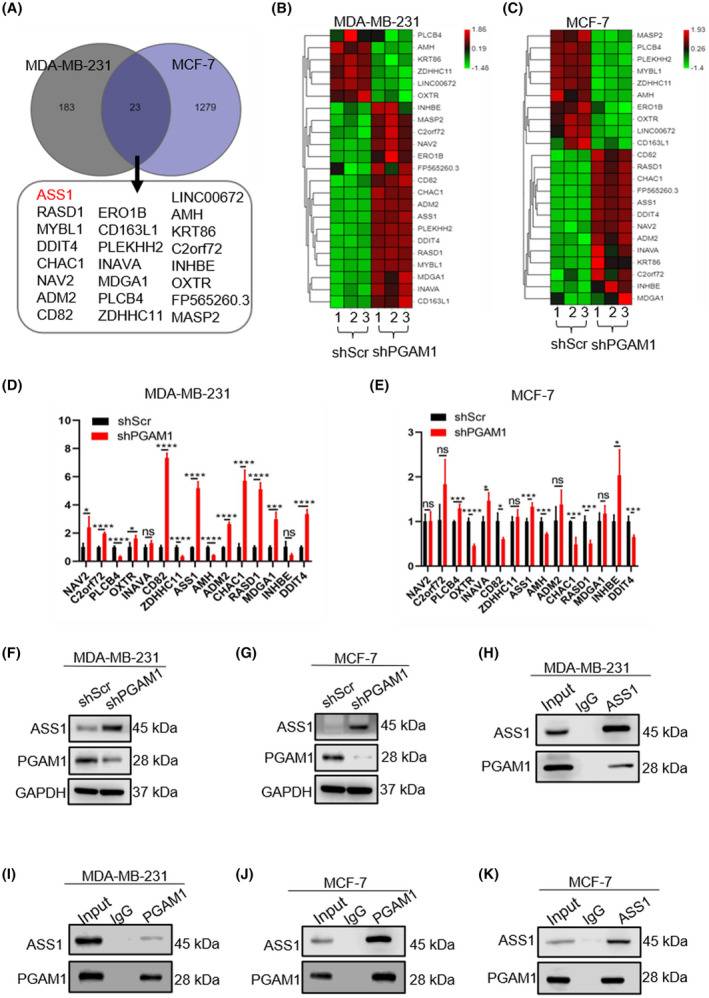 (A)
MDA-MB-231
MCF-7
183
23
1279
ASS1
RASD1
MYBL1
DDIT4
CHAC1
NAV2
ADM2
CD82
ERO1B
CD163L1
PLEKHH2
INAVA
MDGA1
PLCB4
ZDHHC11
LINC00672
AMH
KRT86
C2orf72
INHBE
OXTR
FP565260.3
MASP2
(B)
MDA-MB-231
1.86
0.19
-1.46
PLCB4
AMH
KRT86
ZDHHC11
LINC00672
OXTR
INHBE
MASP2
C2orf72
NAV2
ERO1B
FP565260.3
CD82
CHAC1
ADM2
ASS1
PLEKHH2
DDIT4
RASD1
MYBL1
MDGA1
INAVA
CD163L1
1 2 3 1 2 3
shScr shPGAM1
(C)
MCF-7
1.93
0.24
-1.4
MASP2
PLCB4
PLEKHH2
MYBL1
ZDHHC11
AMH
ERO1B
OXTR
LINC00672
CD163L1
CD82
RASD1
CHAC1
FP565260.3
ASS1
DDIT4
NAV2
ADM2
INAVA
KRT86
C2orf72
INHBE
MDGA1
1 2 3 1 2 3
shScr shPGAM1
(D)
MDA-MB-231
shScr
shPGAM1
10
8
6
4
2
0
* **** **** * ns **** **** **** **** **** **** **** *** ns ****
NAV2 C2orf72 PLCB4 OXTR INAVA CD82 ZDHHC11 ASS1 AMH ADM2 CHAC1 RASD1 MDGA1 INHBE DDIT4
(E)
MCF-7
shScr
shPGAM1
3
2
1
0
ns ns *** **** * * ns *** *** ns *** *** ns * ***
NAV2 C2orf72 PLCB4 OXTR INAVA CD82 ZDHHC11 ASS1 AMH ADM2 CHAC1 RASD1 MDGA1 INHBE DDIT4
(F)
MDA-MB-231
shScr shPGAM1
ASS1 45 kDa
PGAM1 28 kDa
GAPDH 37 kDa
(G)
MCF-7
shScr shPGAM1
ASS1 45 kDa
PGAM1 28 kDa
GAPDH 37 kDa
(H)
MDA-MB-231
Input IgG ASS1
ASS1 45 kDa
PGAM1 28 kDa
(I)
MDA-MB-231
Input IgG PGAM1
ASS1 45 kDa
PGAM1 28 kDa
(J)
MCF-7
Input IgG PGAM1
ASS1 45 kDa
PGAM1 28 kDa
(K)
MCF-7
Input IgG ASS1
ASS1 45 kDa
PGAM1 28 kDa